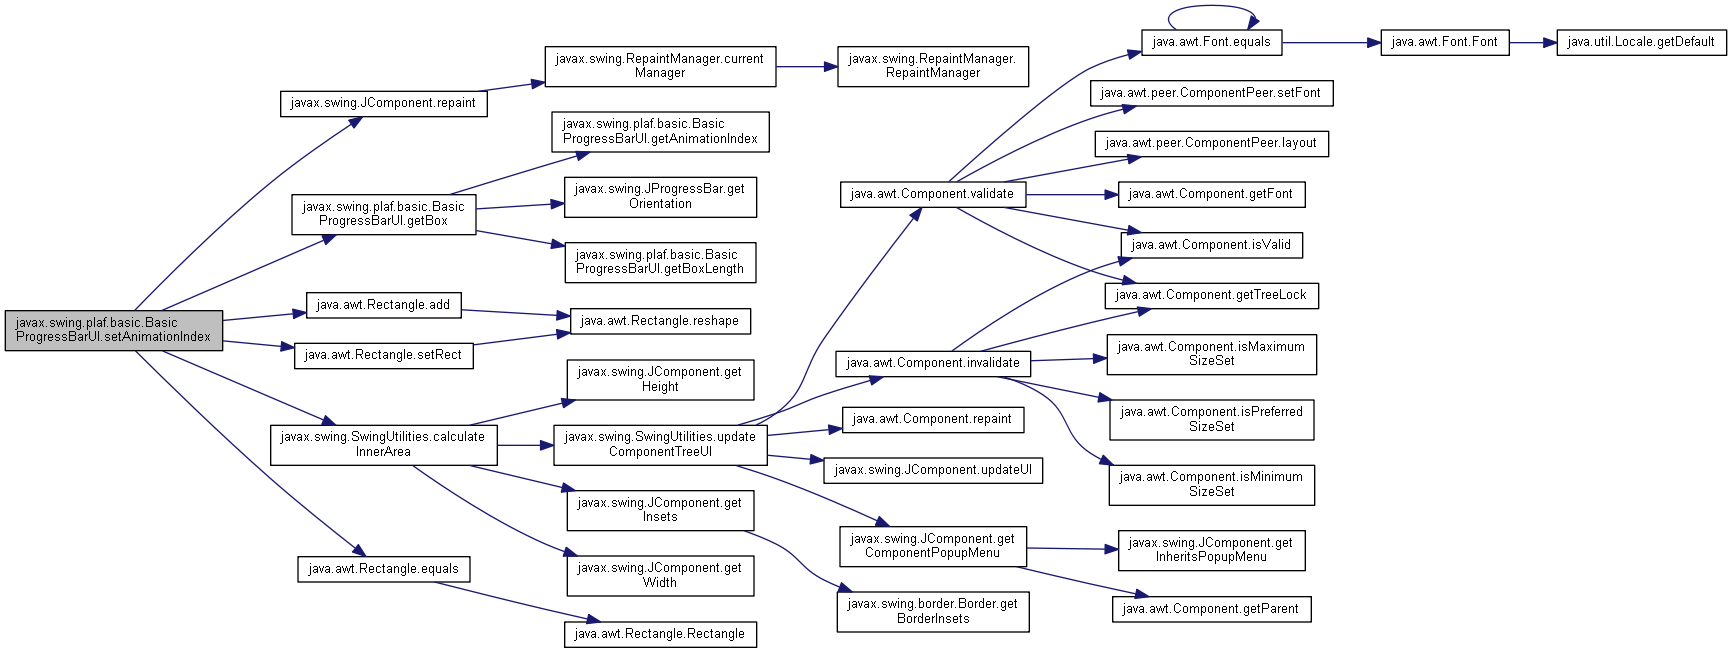 javax.swing.plaf.basic.Basic
ProgressBarUI.setAnimationIndex
javax.swing.JComponent.repaint
javax.swing.plaf.basic.Basic
ProgressBarUI.getBox
java.awt.Rectangle.add
java.awt.Rectangle.setRect
javax.swing.SwingUtilities.calculate
InnerArea
java.awt.Rectangle.equals
javax.swing.RepaintManager.current
Manager
javax.swing.plaf.basic.Basic
ProgressBarUI.getAnimationIndex
javax.swing.JProgressBar.get
Orientation
javax.swing.plaf.basic.Basic
ProgressBarUI.getBoxLength
java.awt.Rectangle.reshape
javax.swing.JComponent.get
Height
javax.swing.SwingUtilities.update
ComponentTreeUI
javax.swing.JComponent.get
Insets
javax.swing.JComponent.get
Width
java.awt.Rectangle.Rectangle
javax.swing.RepaintManager.
RepaintManager
java.awt.Component.validate
java.awt.Component.invalidate
java.awt.Component.repaint
javax.swing.JComponent.updateUI
javax.swing.JComponent.get
ComponentPopupMenu
javax.swing.border.Border.get
BorderInsets
java.awt.Font.equals
java.awt.peer.ComponentPeer.setFont
java.awt.peer.ComponentPeer.layout
java.awt.Component.getFont
java.awt.Component.isValid
java.awt.Component.getTreeLock
java.awt.Component.isMaximum
SizeSet
java.awt.Component.isPreferred
SizeSet
java.awt.Component.isMinimum
SizeSet
javax.swing.JComponent.get
InheritsPopupMenu
java.awt.Component.getParent
java.awt.Font.Font
java.util.Locale.getDefault